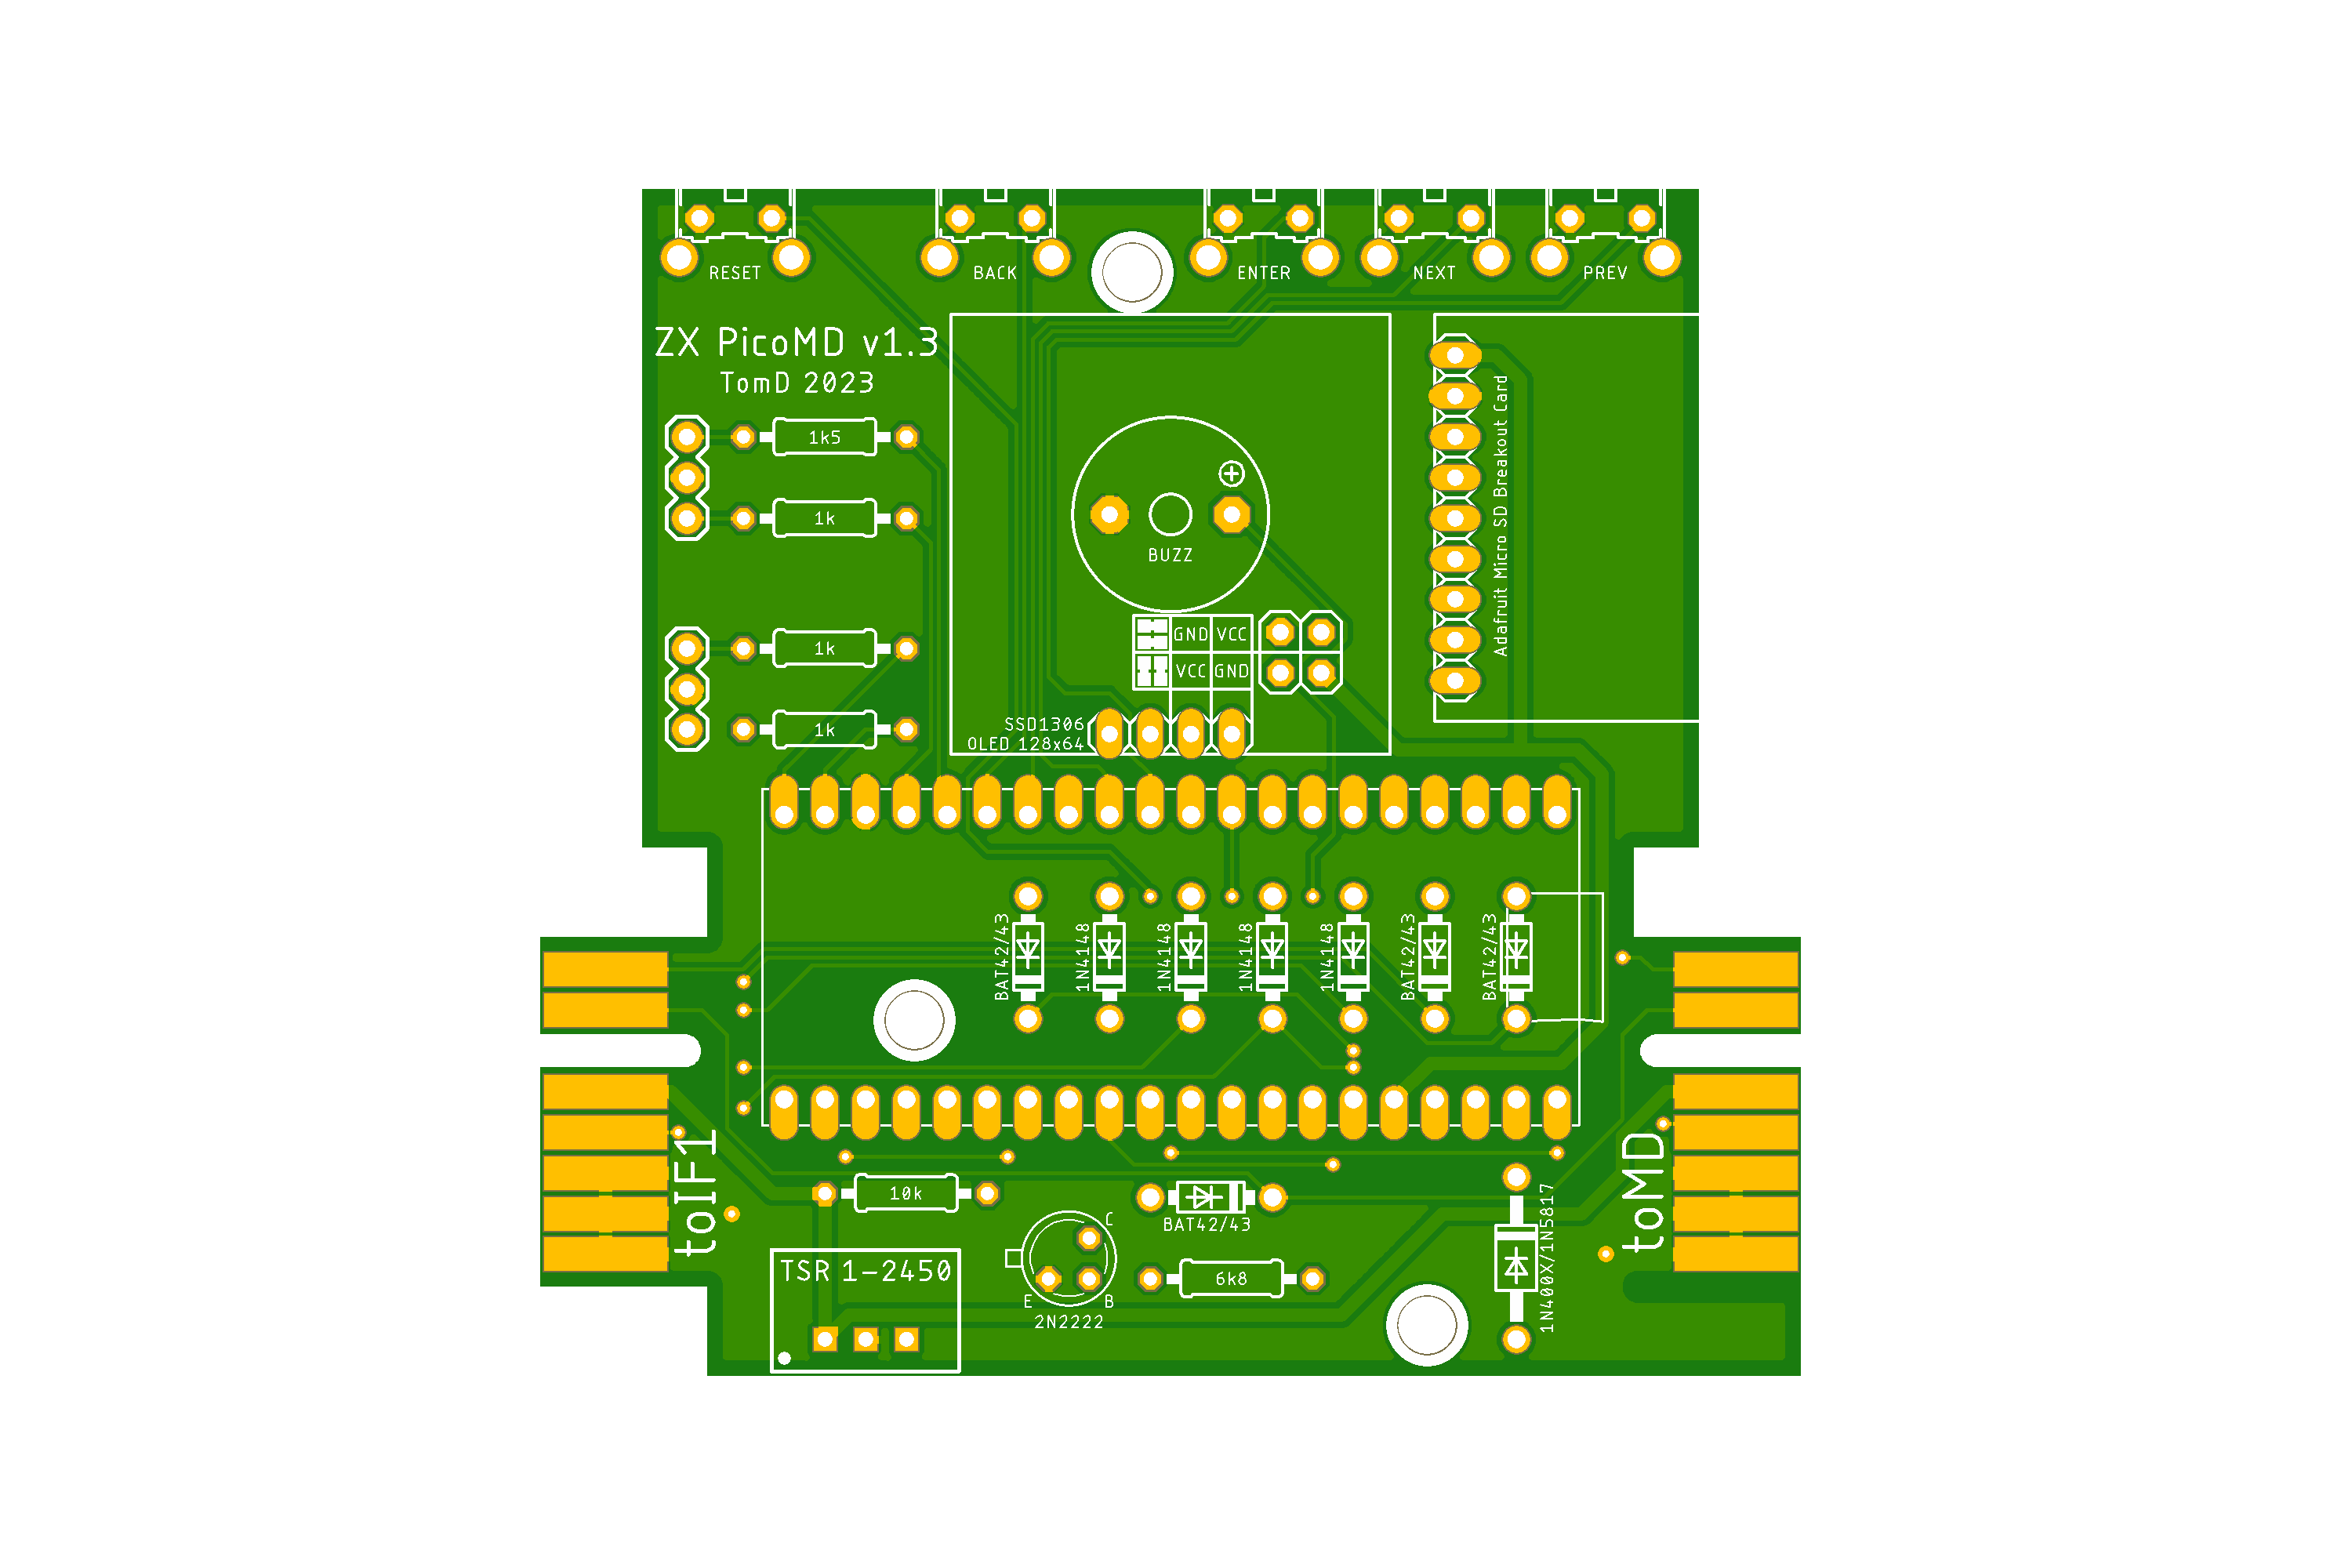 RESET
BACK
ENTER
NEXT
PREV
ZX PicoMD v1.3
TomD 2023
1k5
1k
1k
1k
BUZZ
GND VCC
VCC GND
SSD1306
OLED 128x64
Adafruit Micro SD Breakout Card
BAT42/43
1N4148
1N4148
1N4148
1N4148
BAT42/43
BAT42/43
toIF1
toMD
10k
BAT42/43
1N400X/1N5817
TSR 1-2450
C
E
B
2N2222
6k8